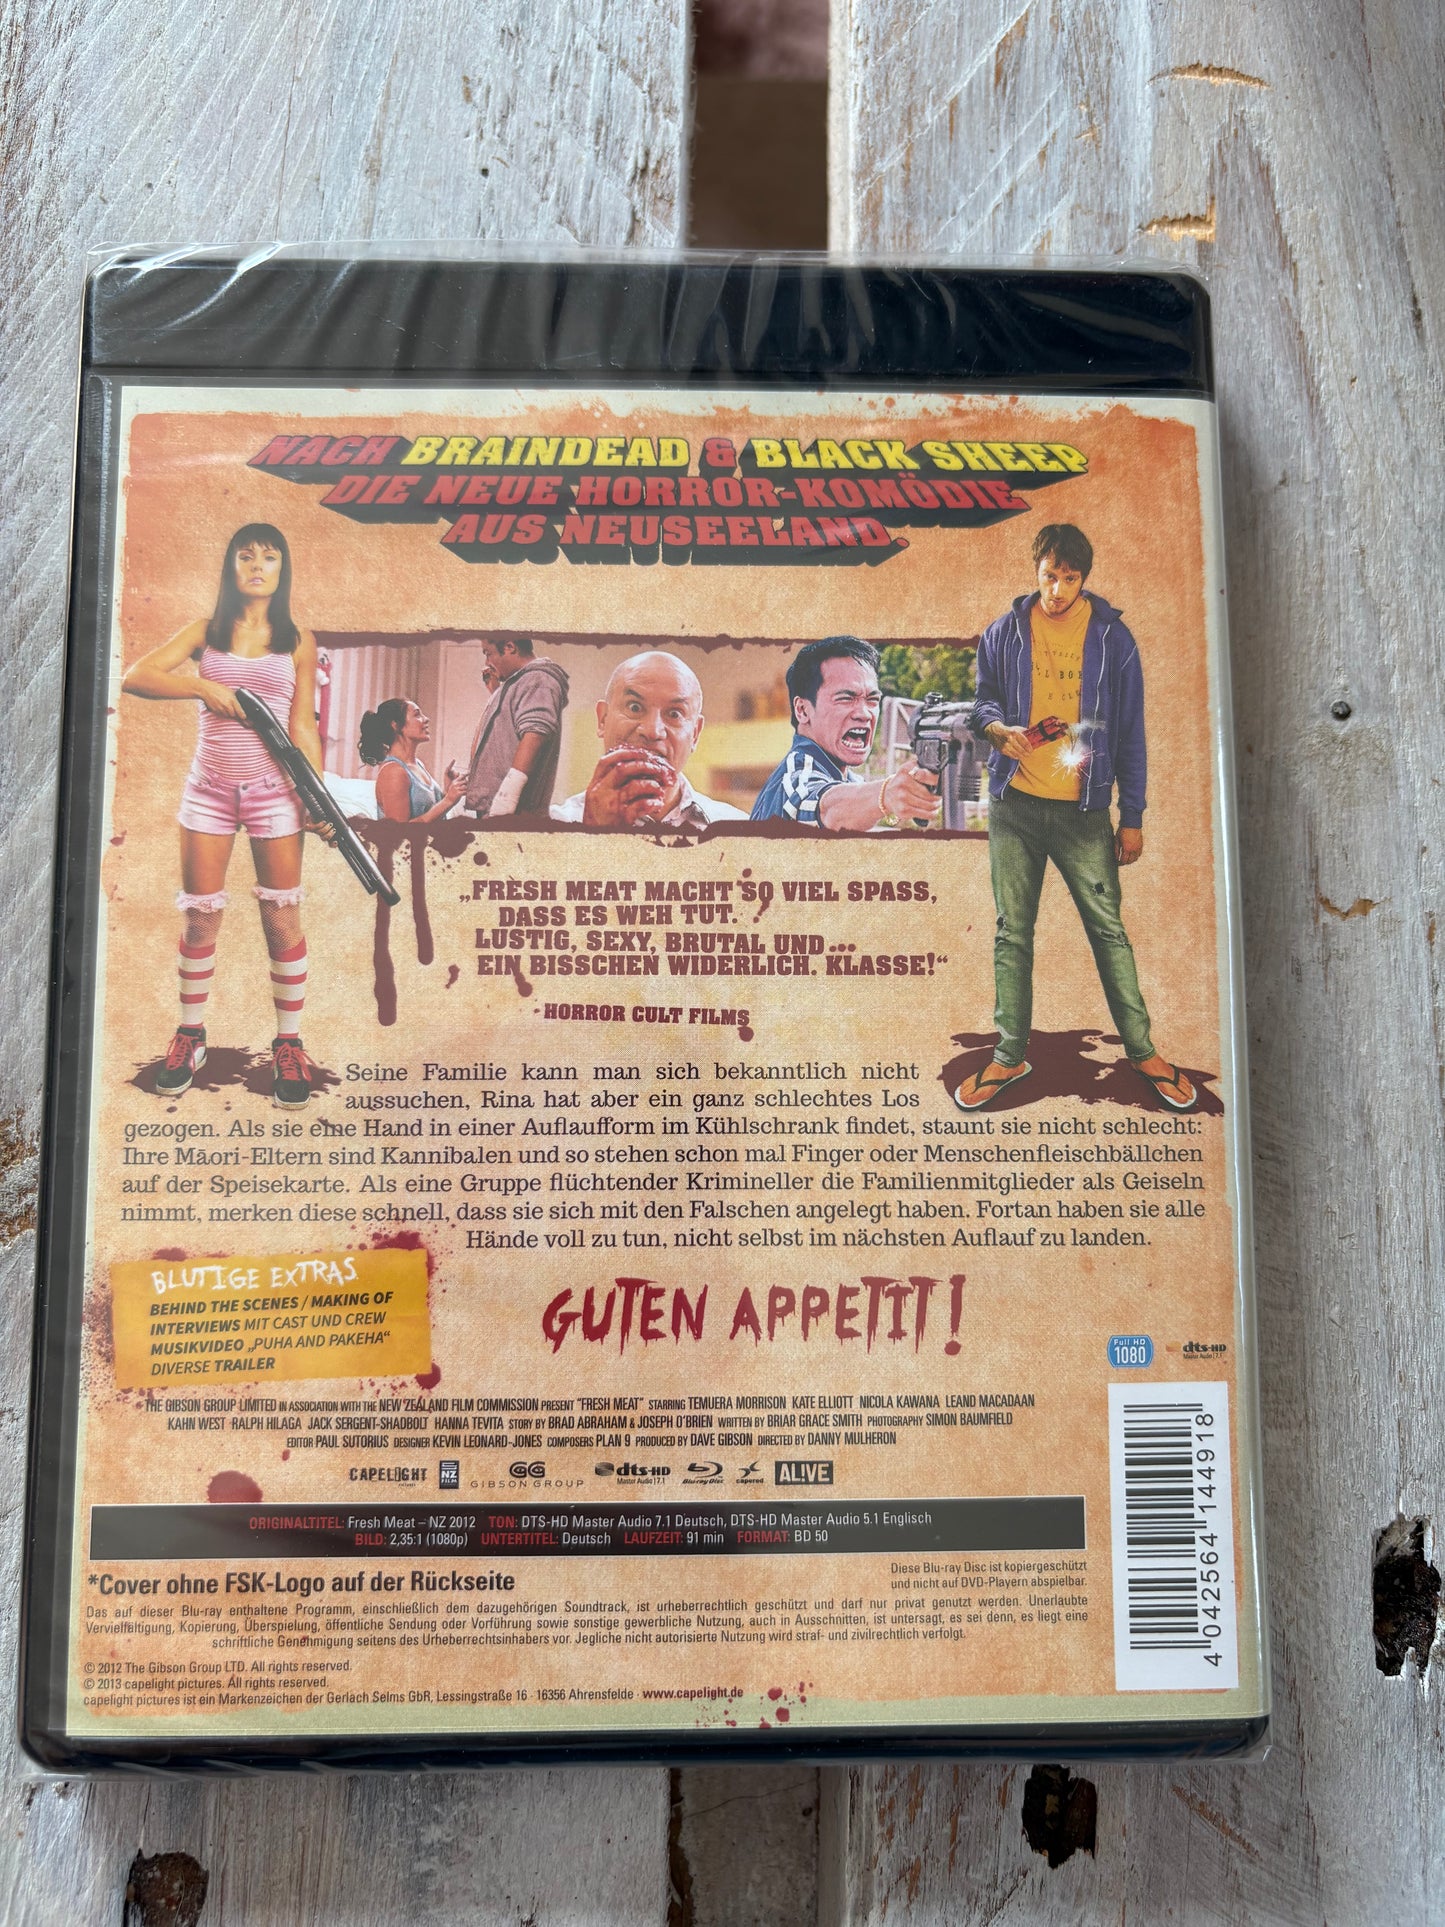 NACH BRAINDEAD & BLACK SHEEP
DIE NEUE HORROR-KOMÖDIE
AUS NEUSEELAND.
„FRESH MEAT MACHT SO VIEL SPASS,
DASS ES WEH TUT.
LUSTIG, SEXY, BRUTAL UND...
EIN BISSCHEN WIDERLICH. KLASSE!“
HORROR CULT FILMS
Seine Familie kann man sich bekanntlich nicht
aussuchen, Rina hat aber ein ganz schlechtes Los
gezogen. Als sie eine Hand in einer Auflaufform im Kühlschrank findet, staunt sie nicht schlecht:
Ihre Māori-Eltern sind Kannibalen und so stehen schon mal Finger oder Menschenfleischbällchen
auf der Speisekarte. Als eine Gruppe flüchtender Krimineller die Familienmitglieder als Geiseln
nimmt, merken diese schnell, dass sie sich mit den Falschen angelegt haben. Fortan haben sie alle
Hände voll zu tun, nicht selbst im nächsten Auflauf zu landen.
BLUTIGE EXTRAS
BEHIND THE SCENES / MAKING OF
INTERVIEWS MIT CAST UND CREW
MUSIKVIDEO „PUHA AND PAKEHA“
DIVERSE TRAILER
GUTEN APPETIT!
Full HD
1080
dts-HD
Master Audio | 7.1
THE GIBSON GROUP LIMITED IN ASSOCIATION WITH THE NEW ZEALAND FILM COMMISSION PRESENT "FRESH MEAT" STARRING TEMUERA MORRISON KATE ELLIOTT NICOLA KAWANA LEAND MACADAAN
KAHN WEST RALPH HILAGA JACK SERGENT-SHADBOLT HANNA TEVITA STORY BY BRAD ABRAHAM & JOSEPH O'BRIEN WRITTEN BY BRIAR GRACE SMITH PHOTOGRAPHY SIMON BAUMFIELD
EDITOR PAUL SUTORIUS DESIGNER KEVIN LEONARD-JONES COMPOSERS PLAN 9 PRODUCED BY DAVE GIBSON DIRECTED BY DANNY MULHERON
CAPELIGHT PICTURES NZ FILM GIBSON GROUP dts-HD Master Audio | 7.1 Blu-ray Disc capered AL!VE
ORIGINALTITEL: Fresh Meat – NZ 2012 TON: DTS-HD Master Audio 7.1 Deutsch, DTS-HD Master Audio 5.1 Englisch
BILD: 2,35:1 (1080p) UNTERTITEL: Deutsch LAUFZEIT: 91 min FORMAT: BD 50
*Cover ohne FSK-Logo auf der Rückseite
Diese Blu-ray Disc ist kopiergeschützt
und nicht auf DVD-Playern abspielbar.
Das auf dieser Blu-ray enthaltene Programm, einschließlich dem dazugehörigen Soundtrack, ist urheberrechtlich geschützt und darf nur privat genutzt werden. Unerlaubte
Vervielfältigung, Kopierung, Überspielung, öffentliche Sendung oder Vorführung sowie sonstige gewerbliche Nutzung, auch in Ausschnitten, ist untersagt, es sei denn, es liegt eine
schriftliche Genehmigung seitens des Urheberrechtsinhabers vor. Jegliche nicht autorisierte Nutzung wird straf- und zivilrechtlich verfolgt.
© 2012 The Gibson Group LTD. All rights reserved.
© 2013 capelight pictures. All rights reserved.
capelight pictures ist ein Markenzeichen der Gerlach Selms GbR, Lessingstraße 16 · 16356 Ahrensfelde · www.capelight.de
4 042564 144918